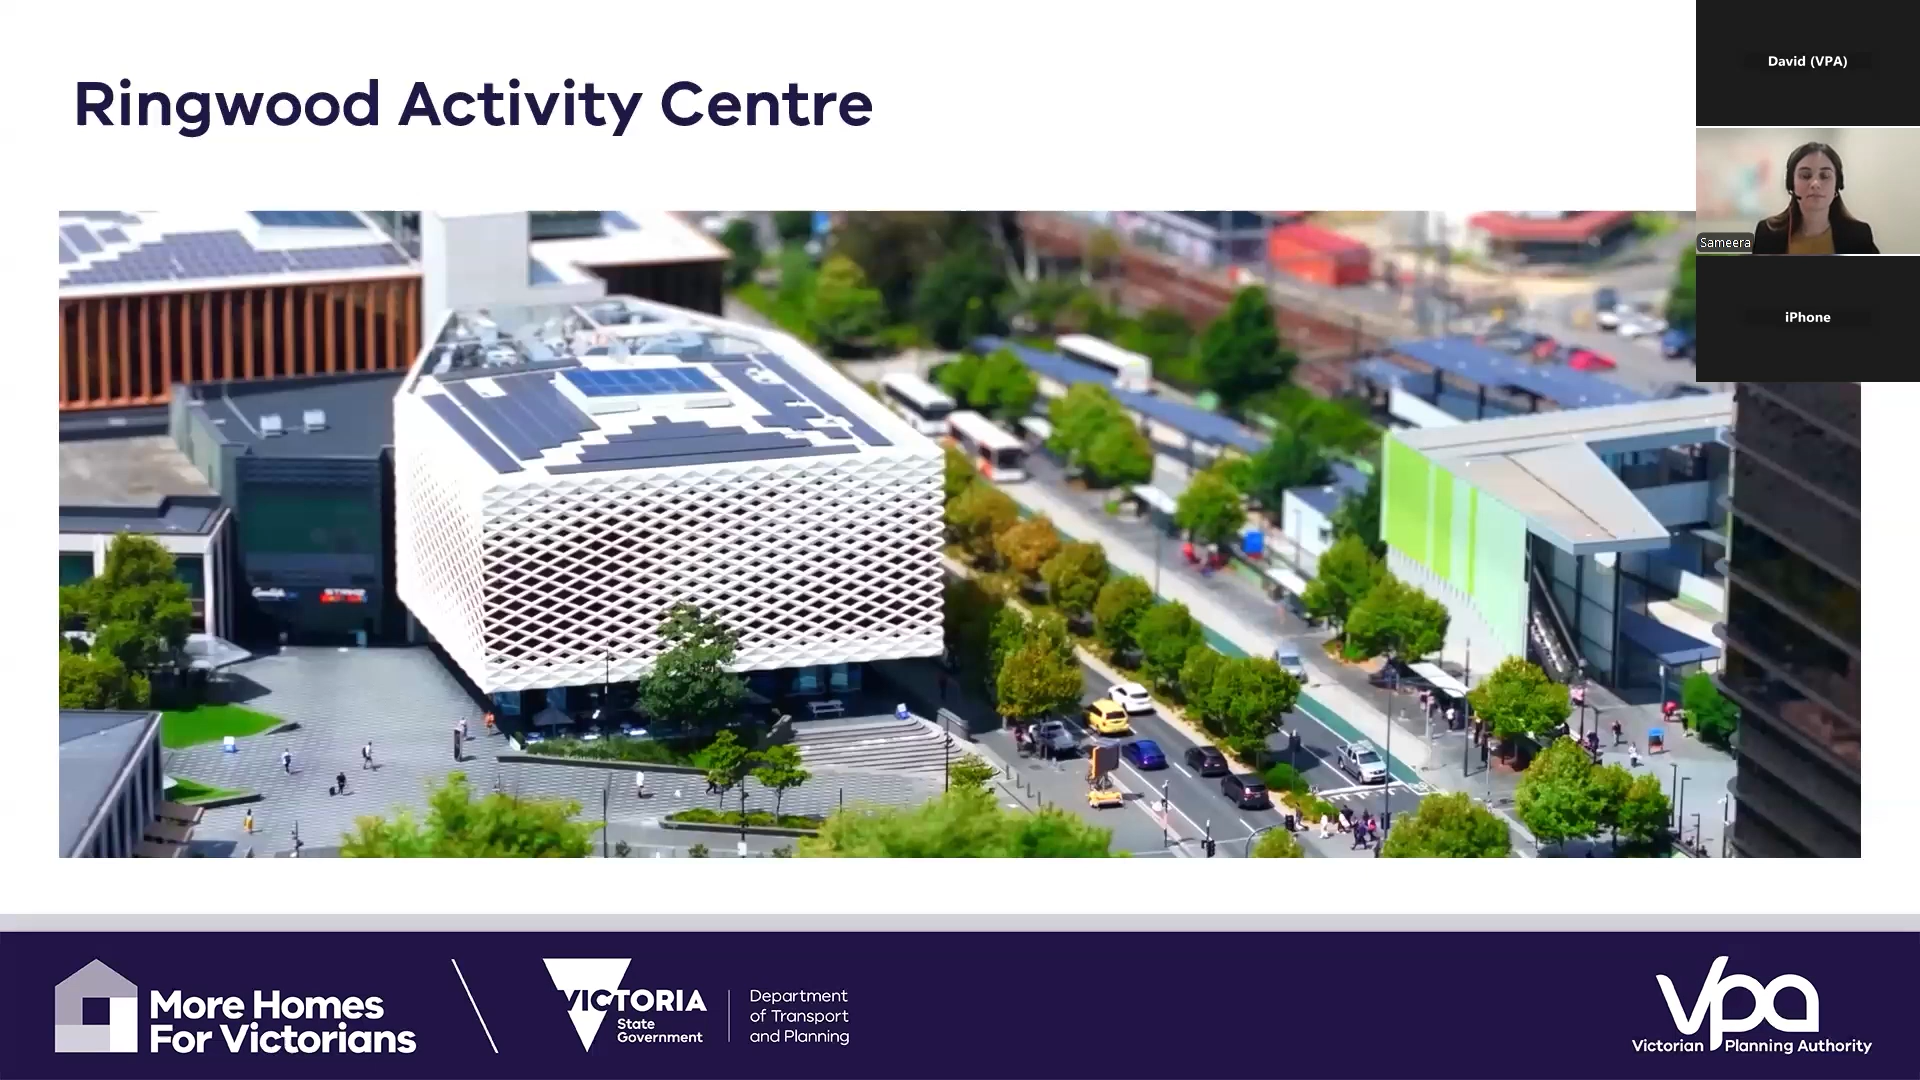 Ringwood Activity Centre
David (VPA)
Sameera
iPhone
More Homes
For Victorians
VICTORIA
State
Government
Department
of Transport
and Planning
vpa
Victorian Planning Authority